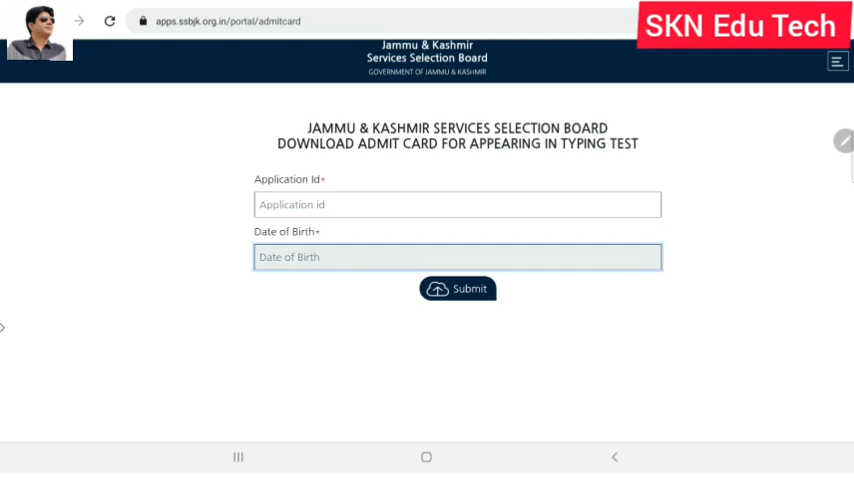 apps.ssbjk.org.in/portal/admitcard
SKN Edu Tech
Jammu & Kashmir
Services Selection Board
GOVERNMENT OF JAMMU & KASHMIR
JAMMU & KASHMIR SERVICES SELECTION BOARD
DOWNLOAD ADMIT CARD FOR APPEARING IN TYPING TEST
Application Id*
Application id
Date of Birth*
Date of Birth
Submit